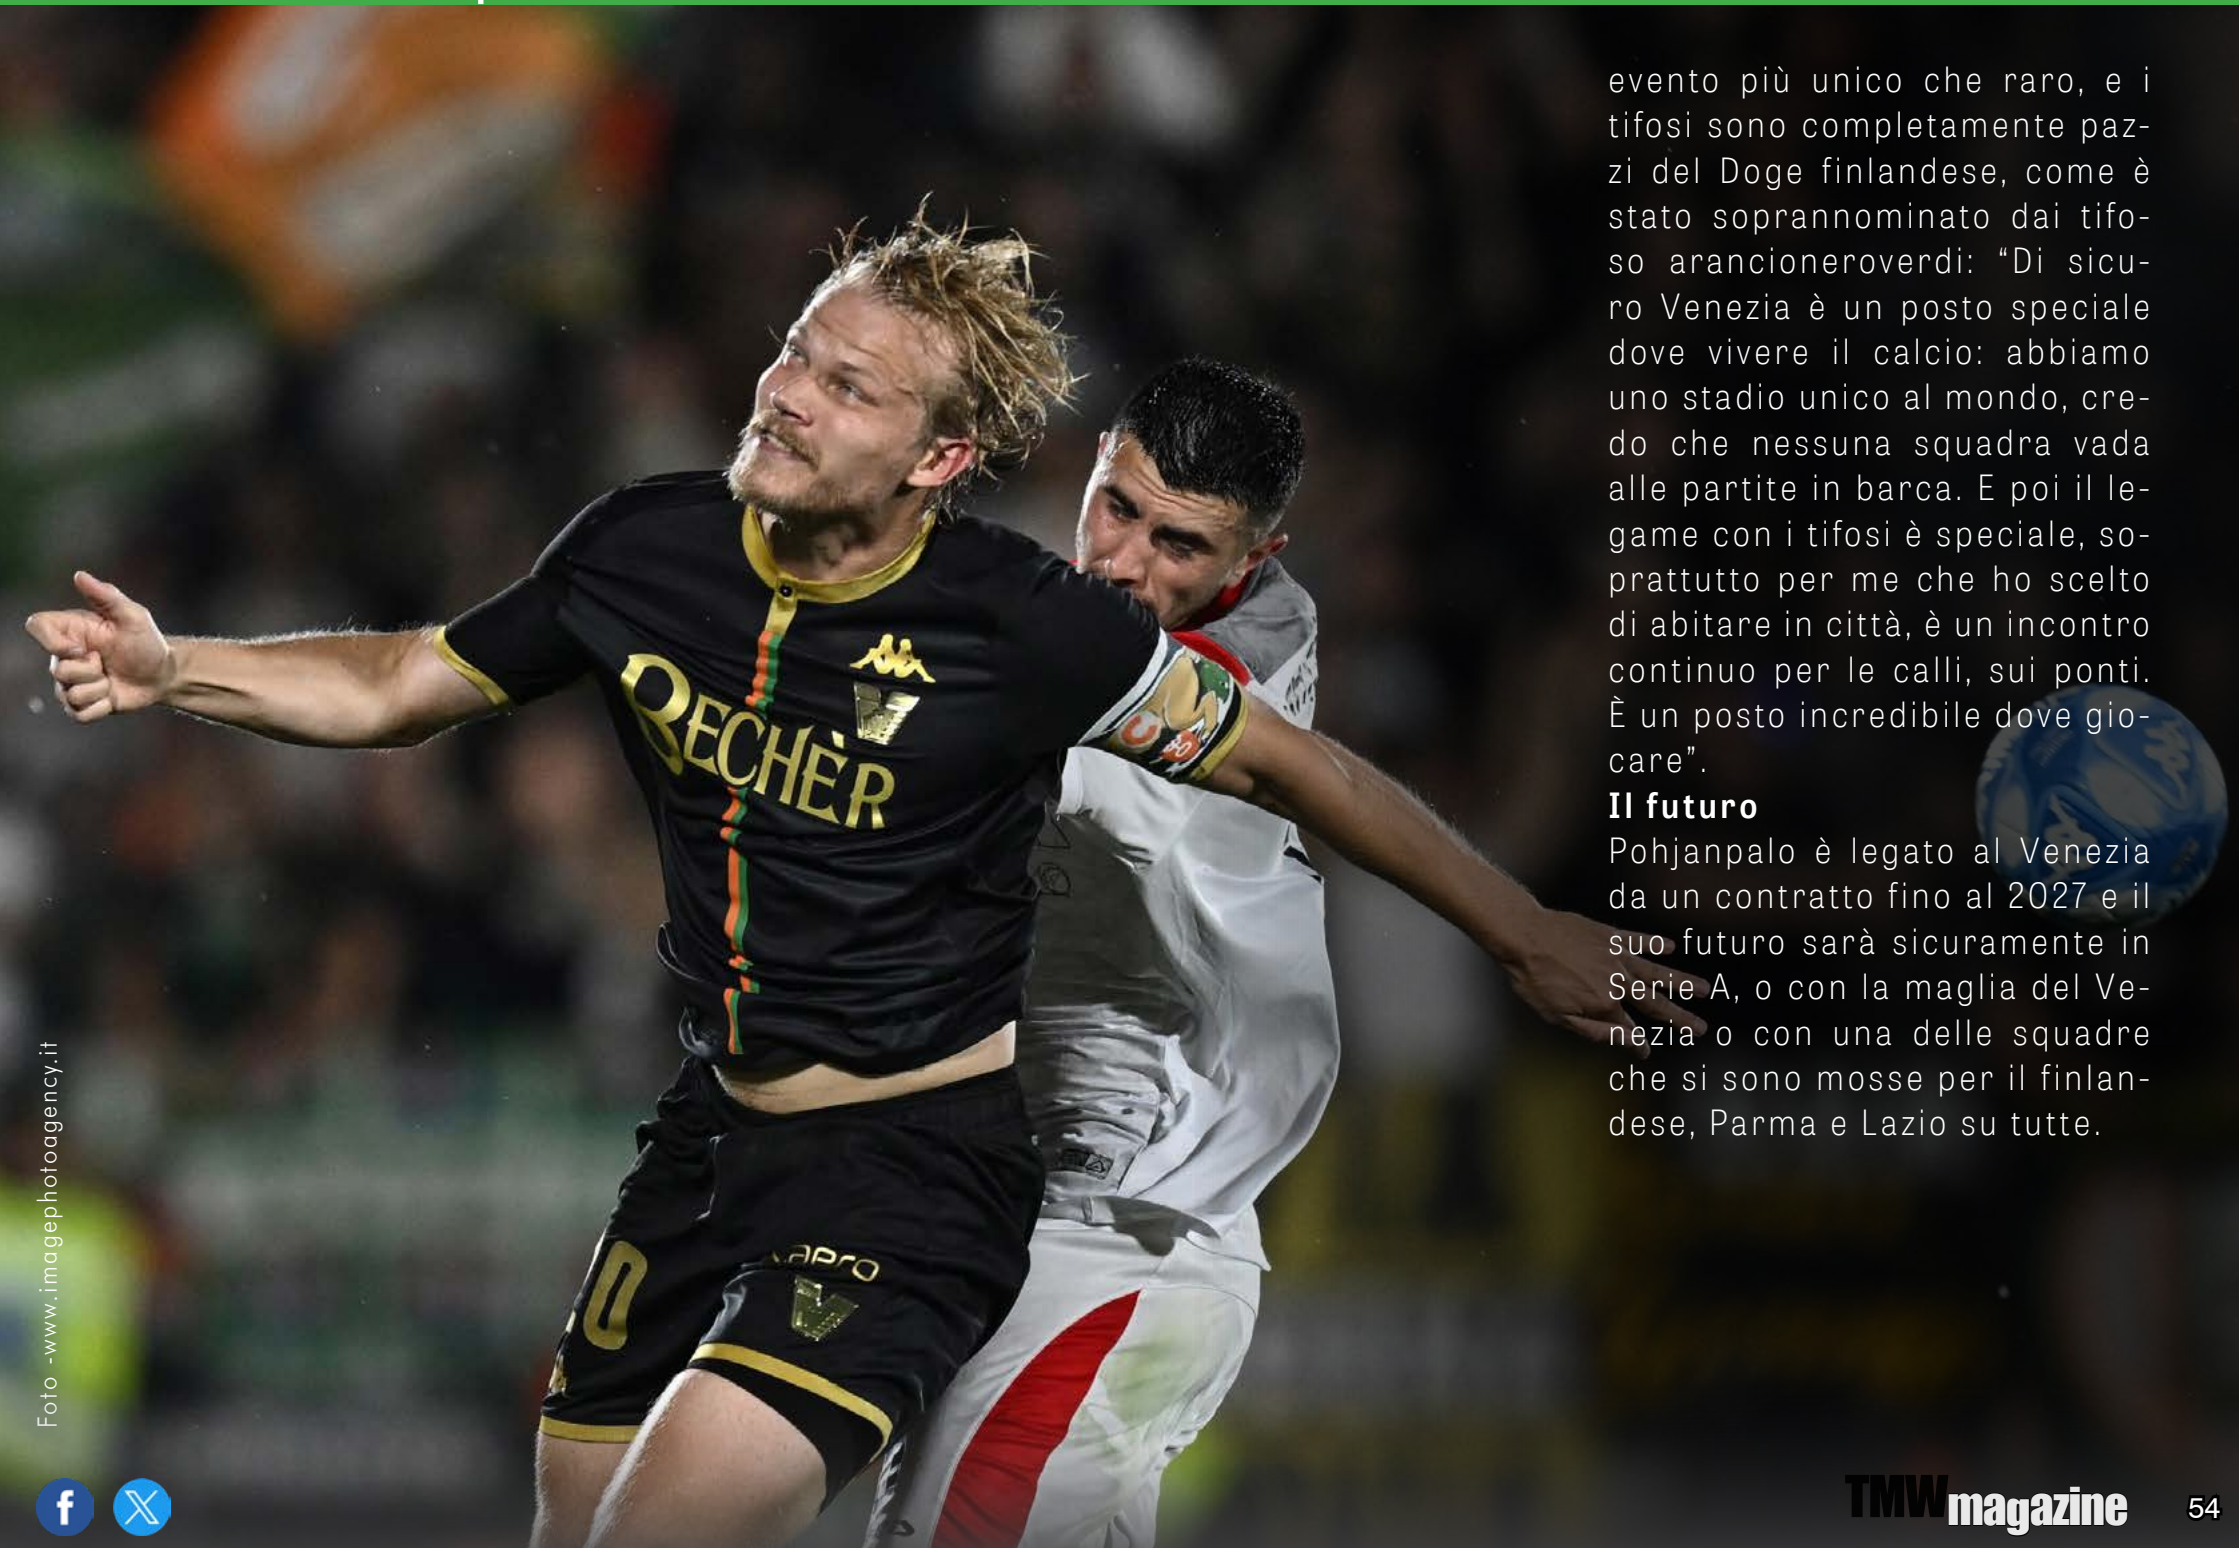 evento più unico che raro, e i
tifosi sono completamente paz-
zi del Doge finlandese, come è
stato soprannominato dai tifo-
so arancioneroverdi: “Di sicu-
ro Venezia è un posto speciale
dove vivere il calcio: abbiamo
uno stadio unico al mondo, cre-
do che nessuna squadra vada
alle partite in barca. E poi il le-
game con i tifosi è speciale, so-
prattutto per me che ho scelto
di abitare in città, è un incontro
continuo per le calli, sui ponti.
È un posto incredibile dove gio-
care”.
Il futuro
Pohjanpalo è legato al Venezia
da un contratto fino al 2027 e il
suo futuro sarà sicuramente in
Serie A, o con la maglia del Ve-
nezia o con una delle squadre
che si sono mosse per il finlan-
dese, Parma e Lazio su tutte.
BECHÈR
Foto -www.imagephotoagency.it
TMWmagazine
54